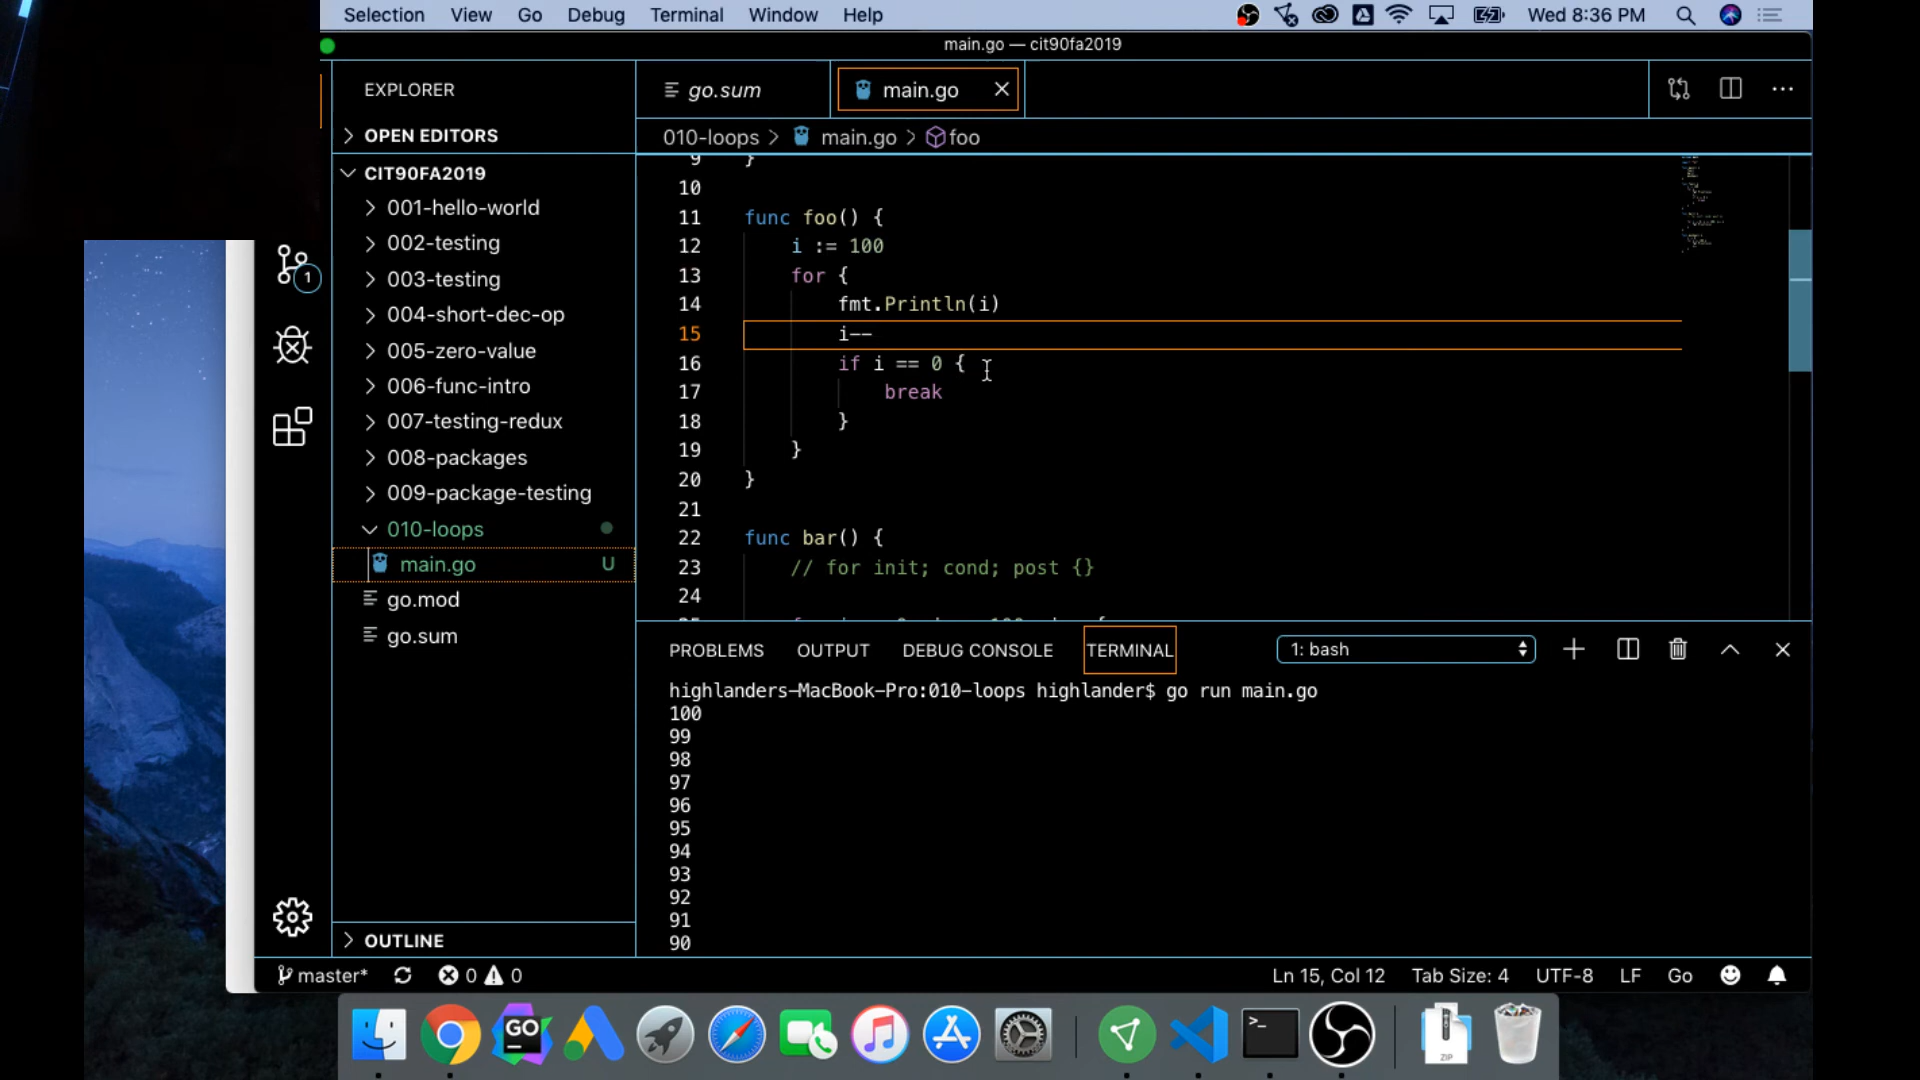 Selection View Go Debug Terminal Window Help Wed 8:36 PM
main.go — cit90fa2019
EXPLORER
go.sum
main.go
OPEN EDITORS
010-loops > main.go > foo
CIT90FA2019
001-hello-world
002-testing
003-testing
004-short-dec-op
005-zero-value
006-func-intro
007-testing-redux
008-packages
009-package-testing
010-loops
main.go U
go.mod
go.sum
OUTLINE
1
9 }
10
11 func foo() {
12 i := 100
13 for {
14 fmt.Println(i)
15 i--
16 if i == 0 {
17 break
18 }
19 }
20 }
21
22 func bar() {
23 // for init; cond; post {}
24
PROBLEMS OUTPUT DEBUG CONSOLE TERMINAL 1: bash
highlanders-MacBook-Pro:010-loops highlander$ go run main.go
100
99
98
97
96
95
94
93
92
91
90
master* 0 0 Ln 15, Col 12 Tab Size: 4 UTF-8 LF Go
GO
>_
ZIP